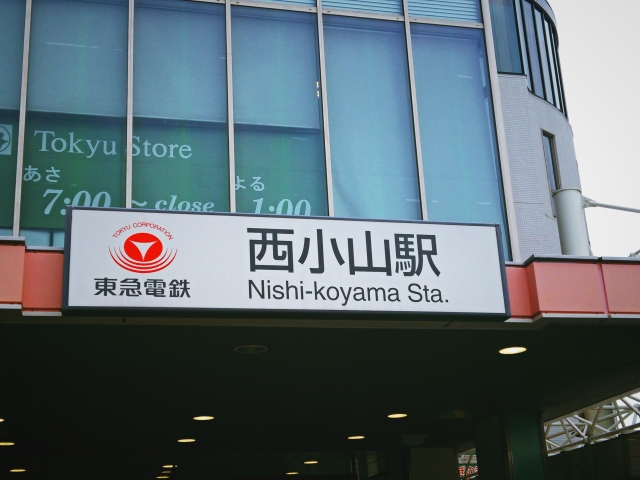 Tokyu Store
あさ
よる
7:00 ~ close 1:00
TOKYU CORPORATION
東急電鉄
西小山駅
Nishi-koyama Sta.